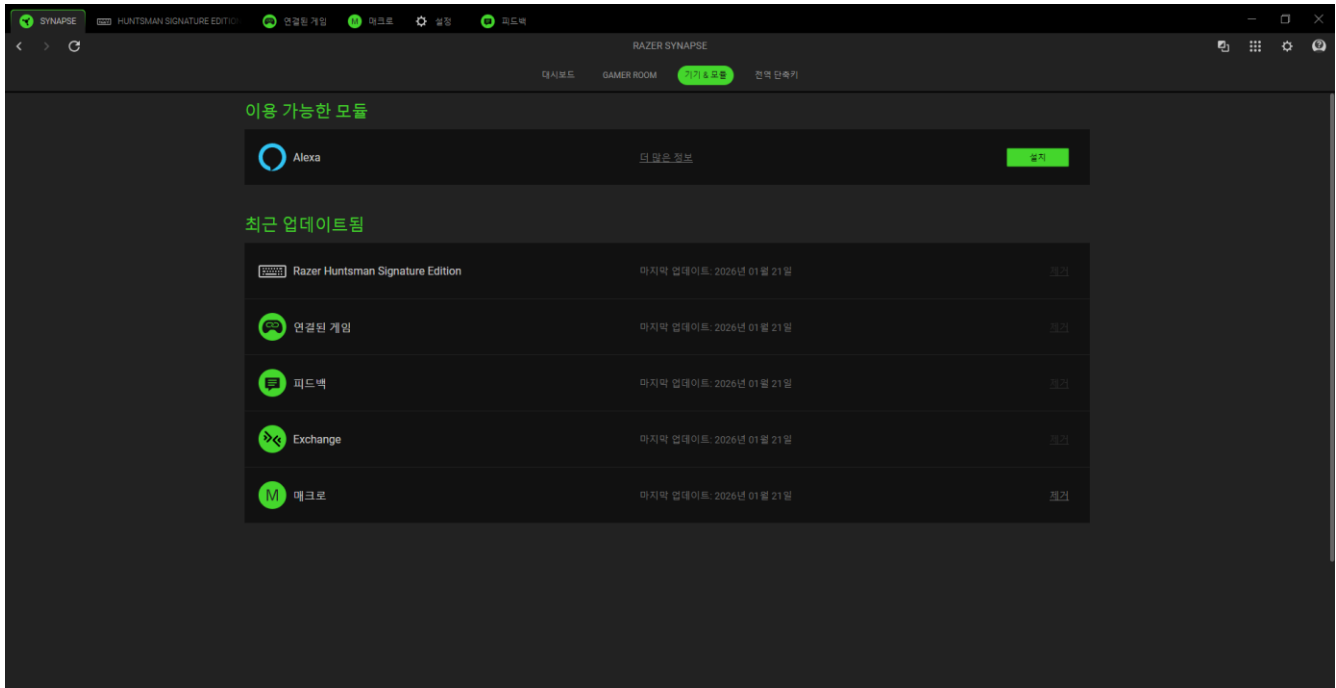 SYNAPSE HUNTSMAN SIGNATURE EDITIO 연결된 게임 M 매크로 설정 피드백
RAZER SYNAPSE
대시보드 GAMER ROOM 기기 & 모듈 전역 단축키
이용 가능한 모듈
Alexa 더 많은 정보 설치
최근 업데이트됨
Razer Huntsman Signature Edition 마지막 업데이트: 2026년 01월 21일 제거
연결된 게임 마지막 업데이트: 2026년 01월 21일 제거
피드백 마지막 업데이트: 2026년 01월 21일 제거
Exchange 마지막 업데이트: 2026년 01월 21일 제거
M 매크로 마지막 업데이트: 2026년 01월 21일 제거